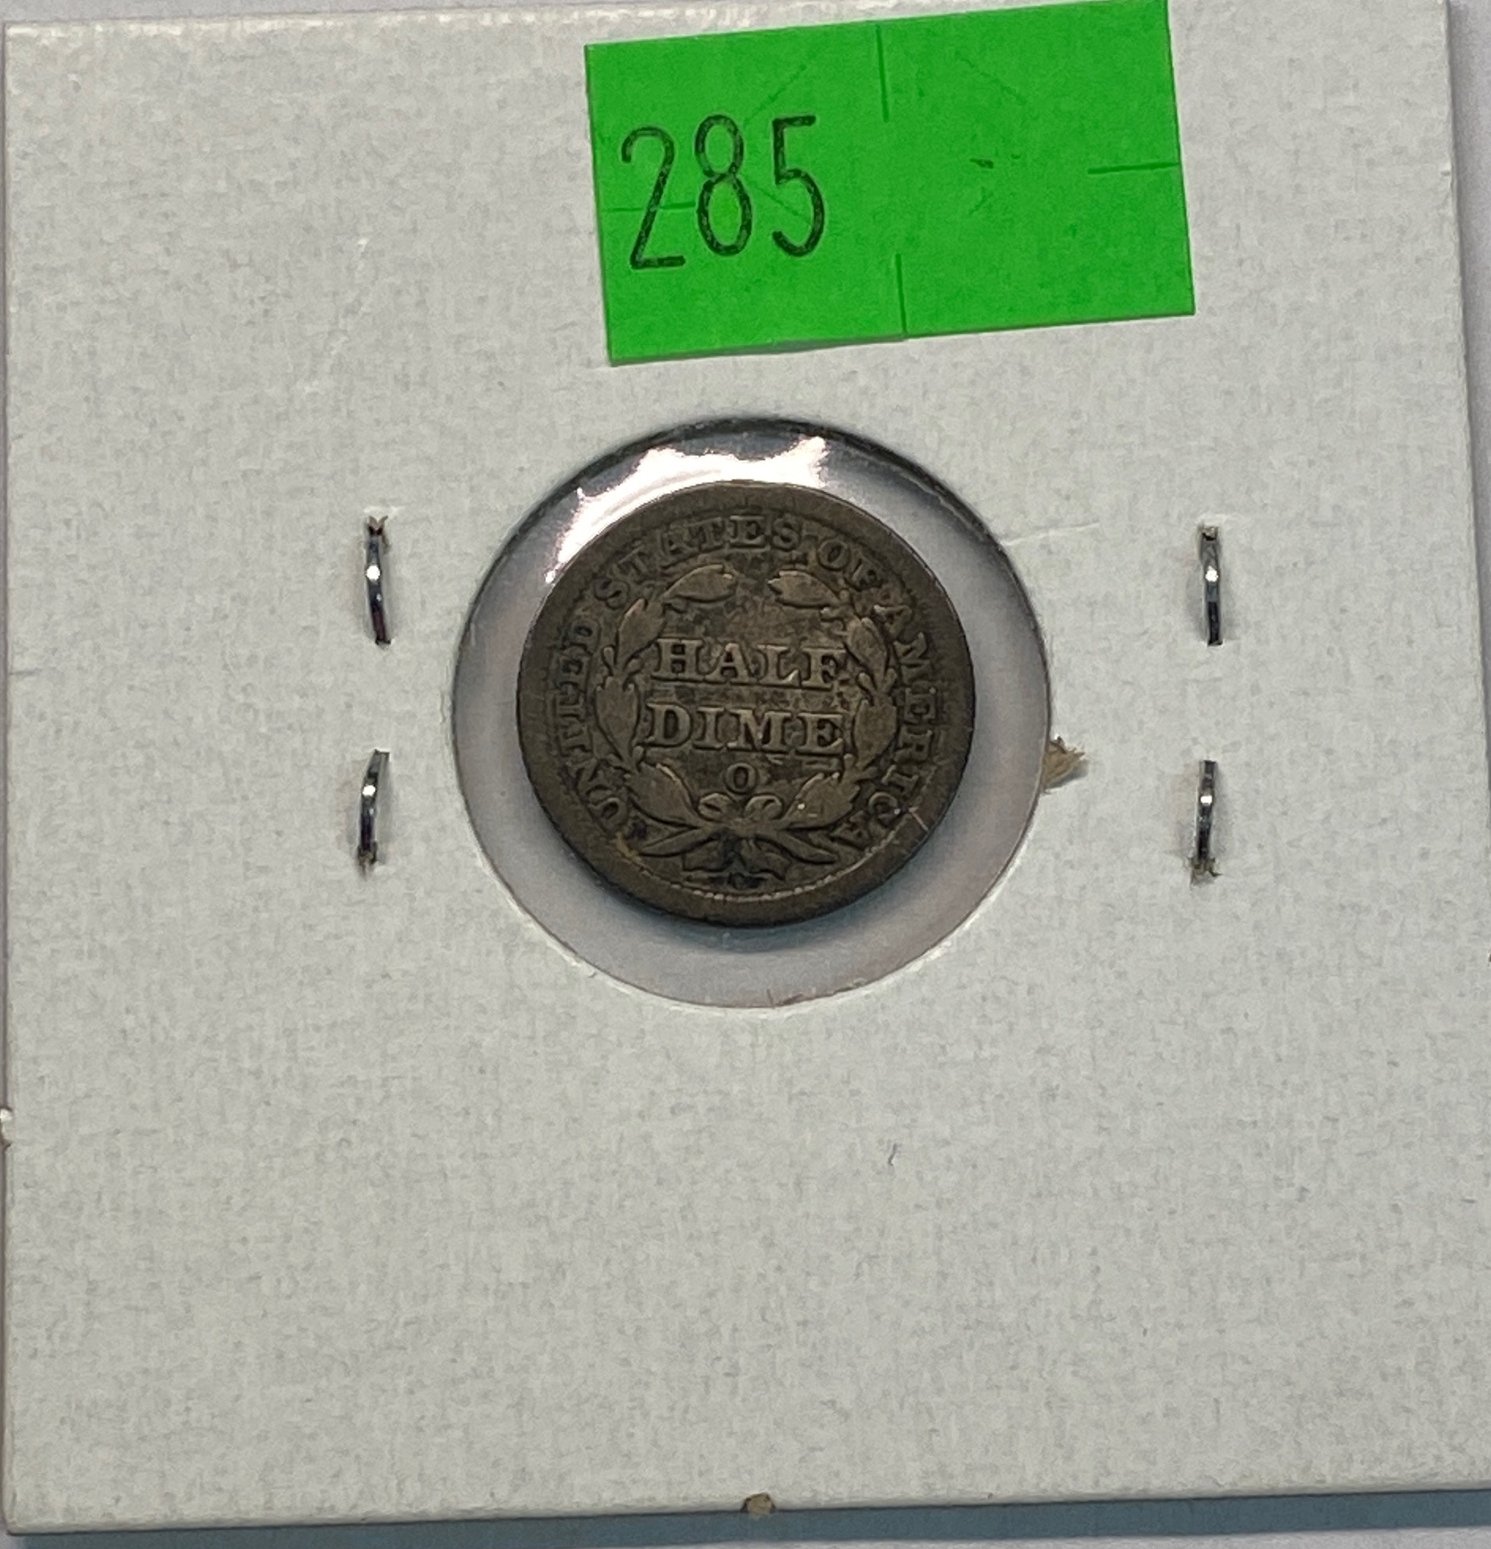 285
UNITED STATES OF AMERICA
HALF
DIME
O